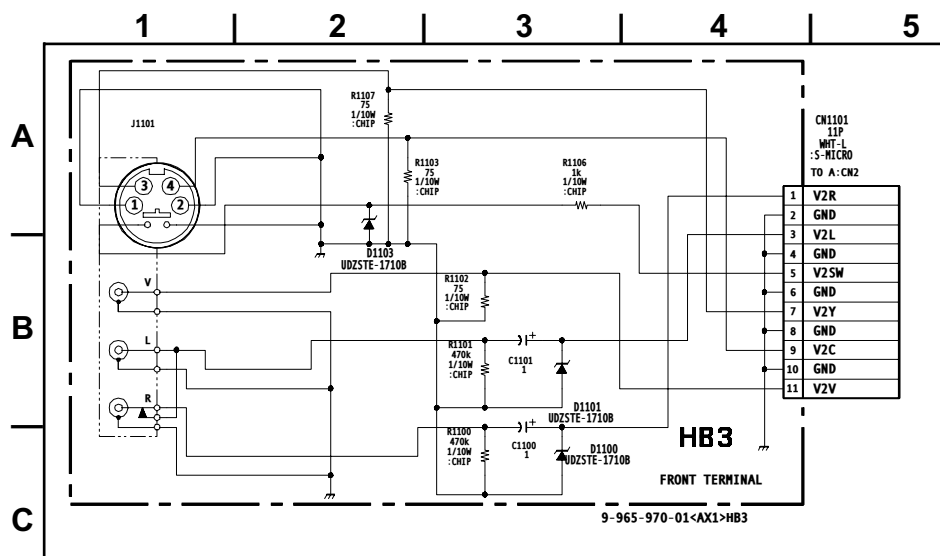 1 2 3 4 5
A
B
C
J1101
3 4
1 2
V
L
R
R1107
75
1/10W
:CHIP
R1103
75
1/10W
:CHIP
R1106
1k
1/10W
:CHIP
D1103
UDZSTE-1710B
R1102
75
1/10W
:CHIP
R1101
470k
1/10W
:CHIP
C1101
1
+
D1101
UDZSTE-1710B
R1100
470k
1/10W
:CHIP
C1100
1
+
D1100
UDZSTE-1710B
CN1101
11P
WHT-L
:S-MICRO
TO A:CN2
1 V2R
2 GND
3 V2L
4 GND
5 V2SW
6 GND
7 V2Y
8 GND
9 V2C
10 GND
11 V2V
HB3
FRONT TERMINAL
9-965-970-01<AX1>HB3